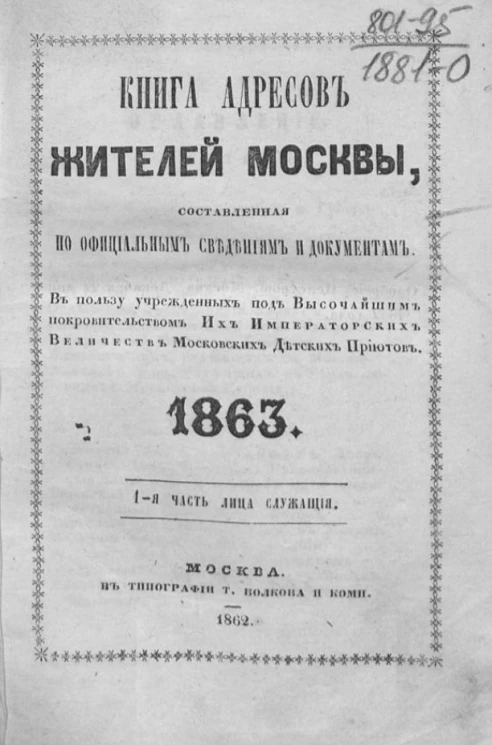 801-95
1881-0
КНИГА АДРЕСОВЪ
ЖИТЕЛЕЙ МОСКВЫ,
СОСТАВЛЕННАЯ
ПО ОФИЦІАЛЬНЫМЪ СВѢДѢНІЯМЪ И ДОКУМЕНТАМЪ.
Въ пользу учрежденныхъ подъ Высочайшимъ
покровительствомъ Ихъ Императорскихъ
Величествъ Московскихъ Дѣтскихъ Пріютовъ.
1863.
1-я ЧАСТЬ ЛИЦА СЛУЖАЩІЯ.
МОСКВА.
ВЪ ТИПОГРАФІИ Т. ВОЛКОВА И КОМП.
1862.